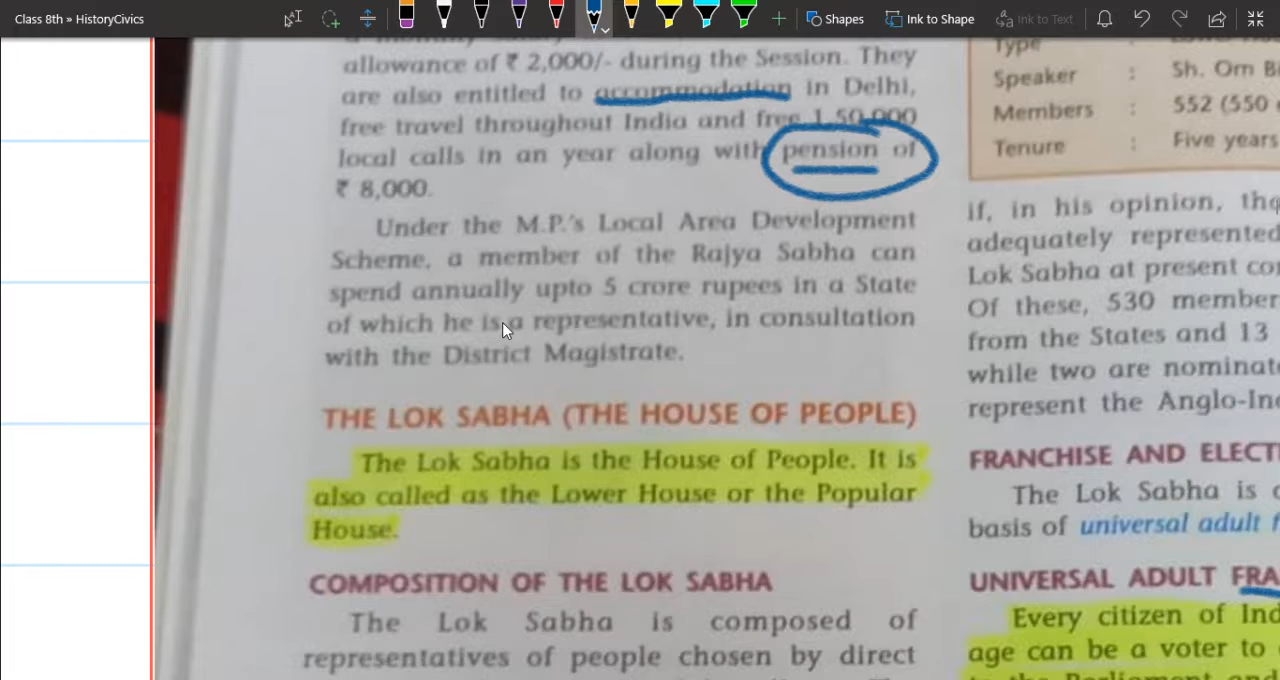 Class 8th » HistoryCivics
Shapes
Ink to Shape
Ink to Text
allowance of ₹ 2,000/- during the Session. They
are also entitled to accommodation in Delhi,
free travel throughout India and free 1,50,000
local calls in an year along with pension of
₹ 8,000.
Under the M.P.'s Local Area Development
Scheme, a member of the Rajya Sabha can
spend annually upto 5 crore rupees in a State
of which he is a representative, in consultation
with the District Magistrate.
THE LOK SABHA (THE HOUSE OF PEOPLE)
The Lok Sabha is the House of People. It is
also called as the Lower House or the Popular
House.
COMPOSITION OF THE LOK SABHA
The Lok Sabha is composed of
representatives of people chosen by direct
Type :
Speaker : Sh. Om
Members : 552 (550
Tenure : Five years
if, in his opinion,
adequately represented
Lok Sabha at present
Of these, 530
from the States and 13
while two are
represent the
FRANCHISE AND
The Lok Sabha is
basis of universal adult
UNIVERSAL ADULT
Every citizen of
age can be a voter to